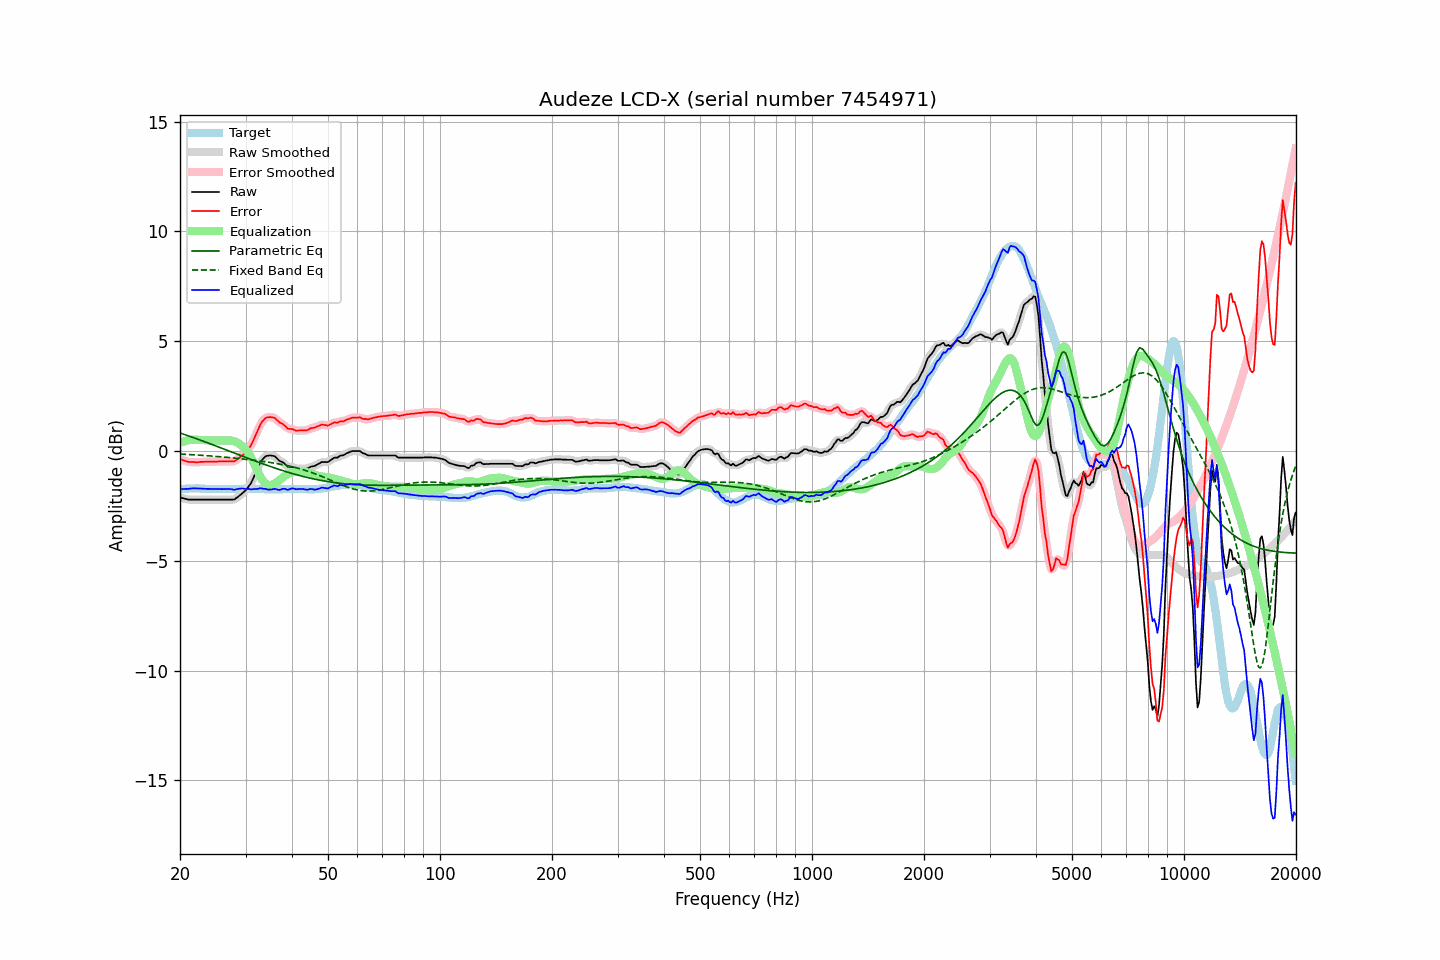 Audeze LCD-X (serial number 7454971)
Target
Raw Smoothed
Error Smoothed
Raw
Error
Equalization
Parametric Eq
Fixed Band Eq
Equalized
15
10
5
0
−5
−10
−15
Amplitude (dBr)
20
50
100
200
500
1000
2000
5000
10000
20000
Frequency (Hz)